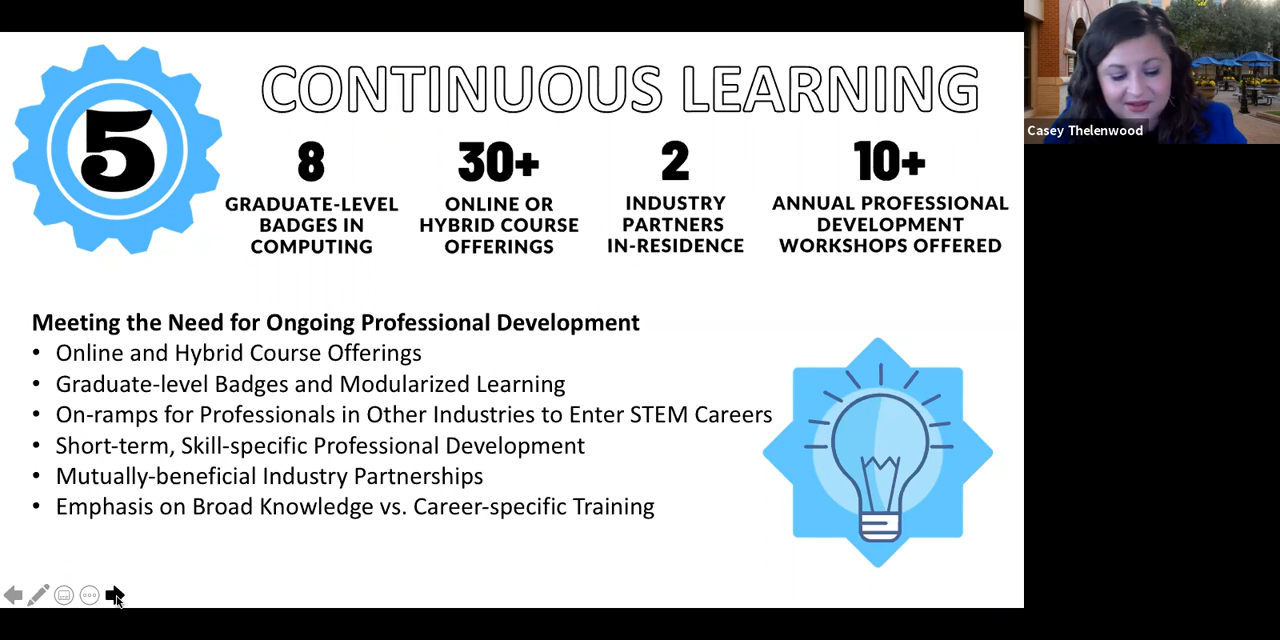 5
CONTINUOUS LEARNING
8
GRADUATE-LEVEL
BADGES IN
COMPUTING
30+
ONLINE OR
HYBRID COURSE
OFFERINGS
2
INDUSTRY
PARTNERS
IN-RESIDENCE
10+
ANNUAL PROFESSIONAL
DEVELOPMENT
WORKSHOPS OFFERED
Meeting the Need for Ongoing Professional Development
• Online and Hybrid Course Offerings
• Graduate-level Badges and Modularized Learning
• On-ramps for Professionals in Other Industries to Enter STEM Careers
• Short-term, Skill-specific Professional Development
• Mutually-beneficial Industry Partnerships
• Emphasis on Broad Knowledge vs. Career-specific Training
Casey Thelenwood